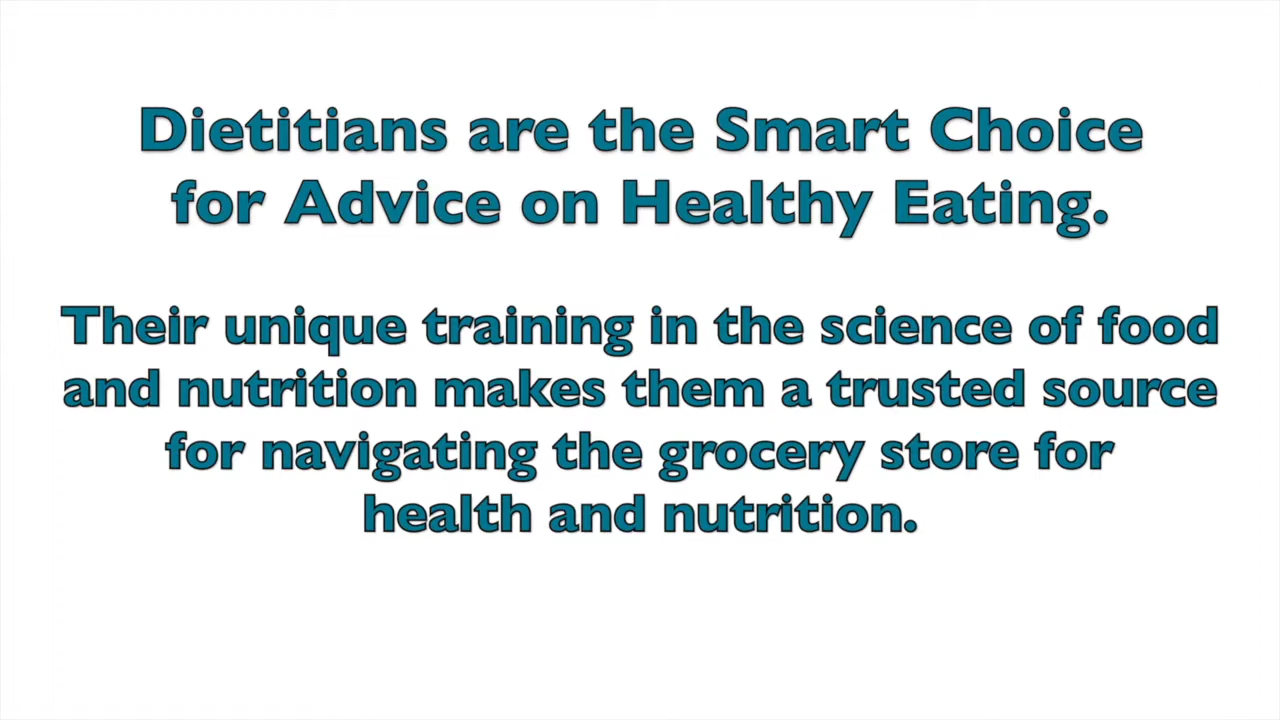 Dietitians are the Smart Choice
for Advice on Healthy Eating.
Their unique training in the science of food
and nutrition makes them a trusted source
for navigating the grocery store for
health and nutrition.